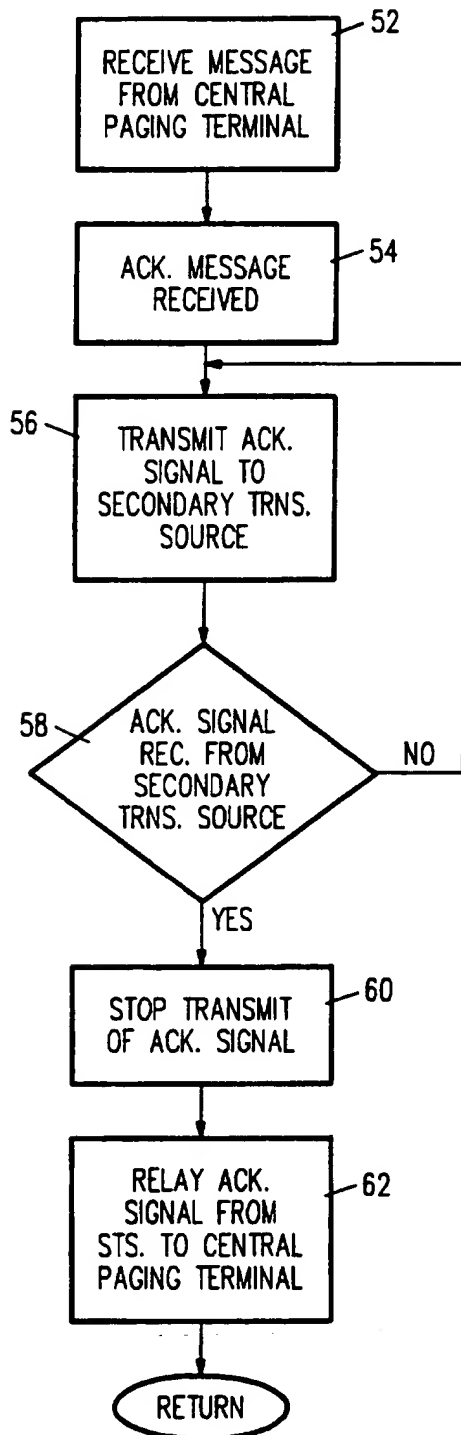 52
RECEIVE MESSAGE
FROM CENTRAL
PAGING TERMINAL
54
ACK. MESSAGE
RECEIVED
56
TRANSMIT ACK.
SIGNAL TO
SECONDARY TRNS.
SOURCE
58
ACK. SIGNAL
REC. FROM
SECONDARY
TRNS. SOURCE
NO
YES
60
STOP TRANSMIT
OF ACK. SIGNAL
62
RELAY ACK.
SIGNAL FROM
STS. TO CENTRAL
PAGING TERMINAL
RETURN